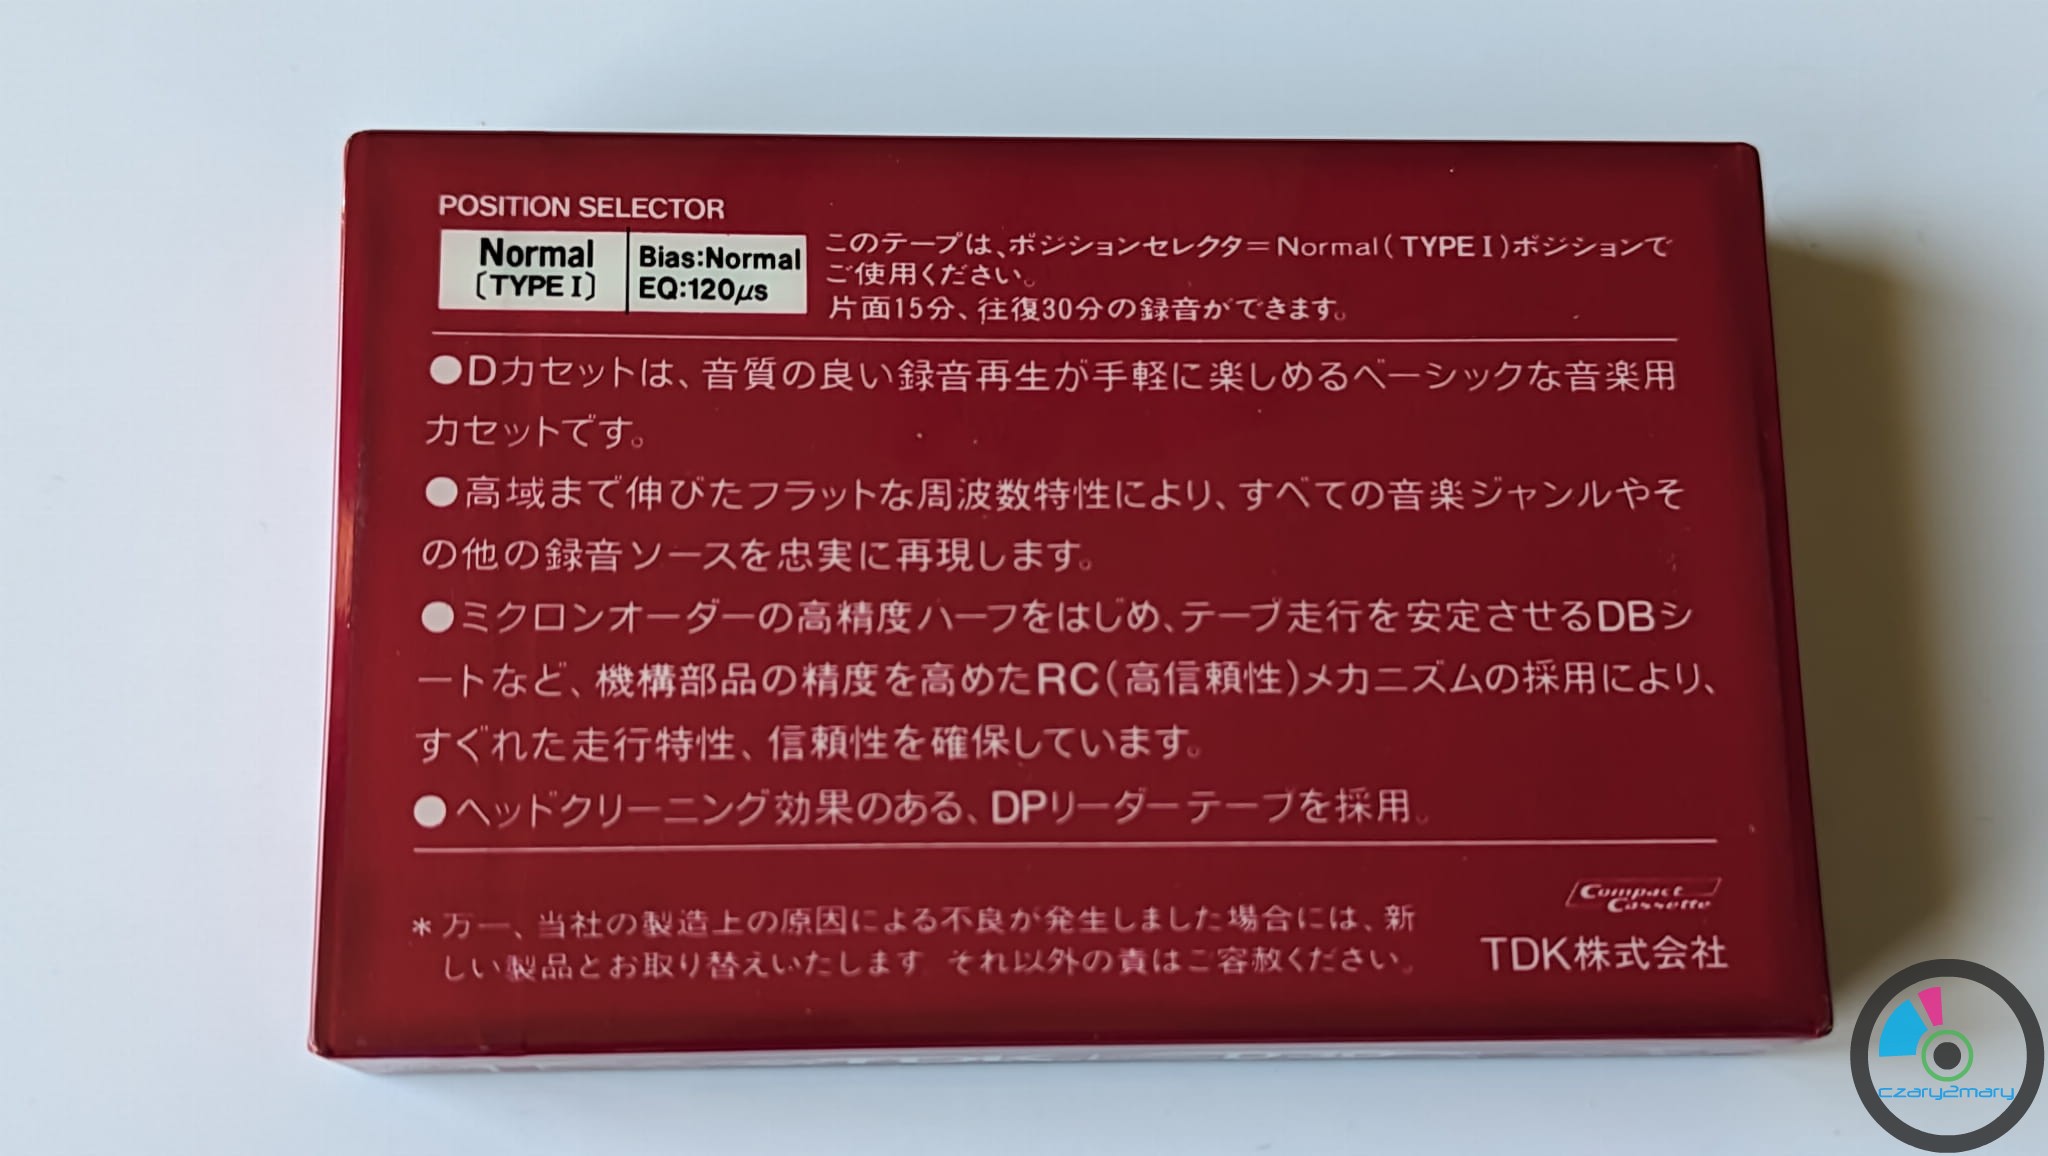 POSITION SELECTOR
Normal
〔TYPE I〕
Bias:Normal
EQ:120μs
このテープは、ポジションセレクタ=Normal(TYPE I)ポジションで
ご使用ください。
片面15分、往復30分の録音ができます。
●Dカセットは、音質の良い録音再生が手軽に楽しめるベーシックな音楽用
カセットです。
●高域まで伸びたフラットな周波数特性により、すべての音楽ジャンルやそ
の他の録音ソースを忠実に再現します。
●ミクロンオーダーの高精度ハーフをはじめ、テープ走行を安定させるDBシ
ートなど、機構部品の精度を高めたRC(高信頼性)メカニズムの採用により、
すぐれた走行特性、信頼性を確保しています。
●ヘッドクリーニング効果のある、DPリーダーテープを採用。
*万一、当社の製造上の原因による不良が発生しました場合には、新
しい製品とお取り替えいたします それ以外の責はご容赦ください。
Compact
Cassette
TDK株式会社
czary2mary